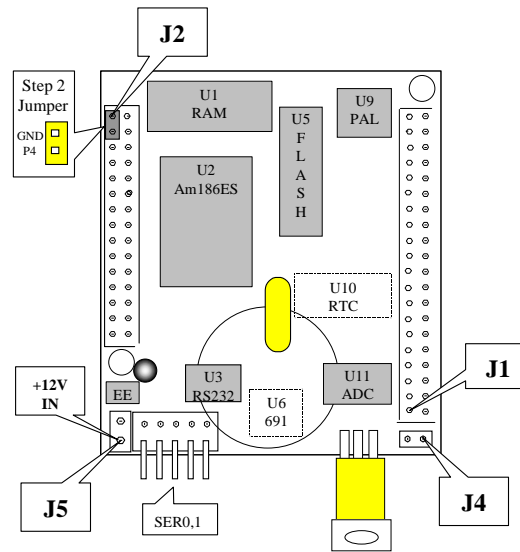 J2
Step 2
Jumper
GND
P4
U1
RAM
U5
F
L
A
S
H
U9
PAL
U2
Am186ES
U10
RTC
J1
+12V
IN
EE
U3
RS232
U6
691
U11
ADC
J5
SER0,1
J4